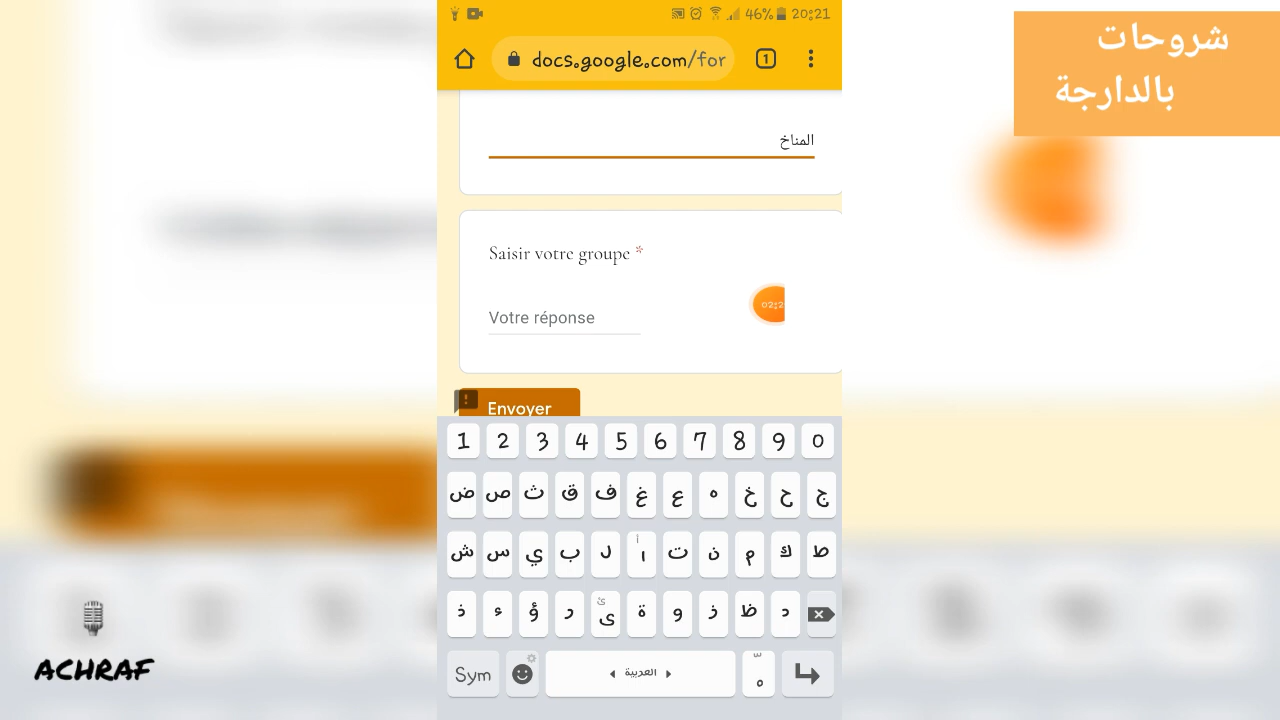 46% 20:21
docs.google.com/for
1
شروحات
بالدارجة
المناخ
Saisir votre groupe *
Votre réponse
Envoyer
1 2 3 4 5 6 7 8 9 0
ض ص ث ق ف غ ع ه خ ح ج
ش س ي ب ل ا ت ن م ك ط
ذ ء ؤ ر ى ة و ز ظ د
Sym العربية
ACHRAF